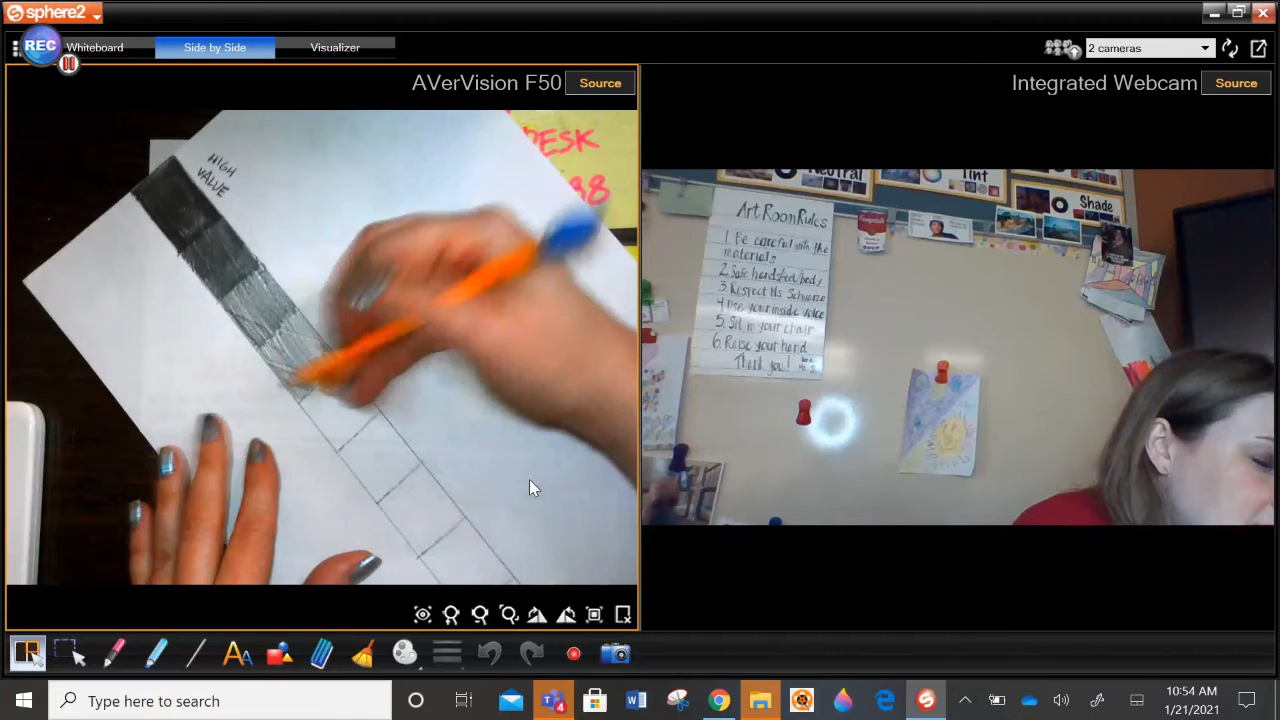 sphere2
REC
Whiteboard
Side by Side
Visualizer
2 cameras
AVerVision F50
Source
Integrated Webcam
Source
HIGH
VALUE
DESK
88
Neutral
Tint
Shade
Art Room Rules
1. Be careful with the
materials
2. Safe hands/feet/body
3. Respect Ms Schwarze
4. Use your inside voice
5. Sit in your chair
6. Raise your hand
Thank you!
Campbell's
Type here to search
4
10:54 AM
1/21/2021